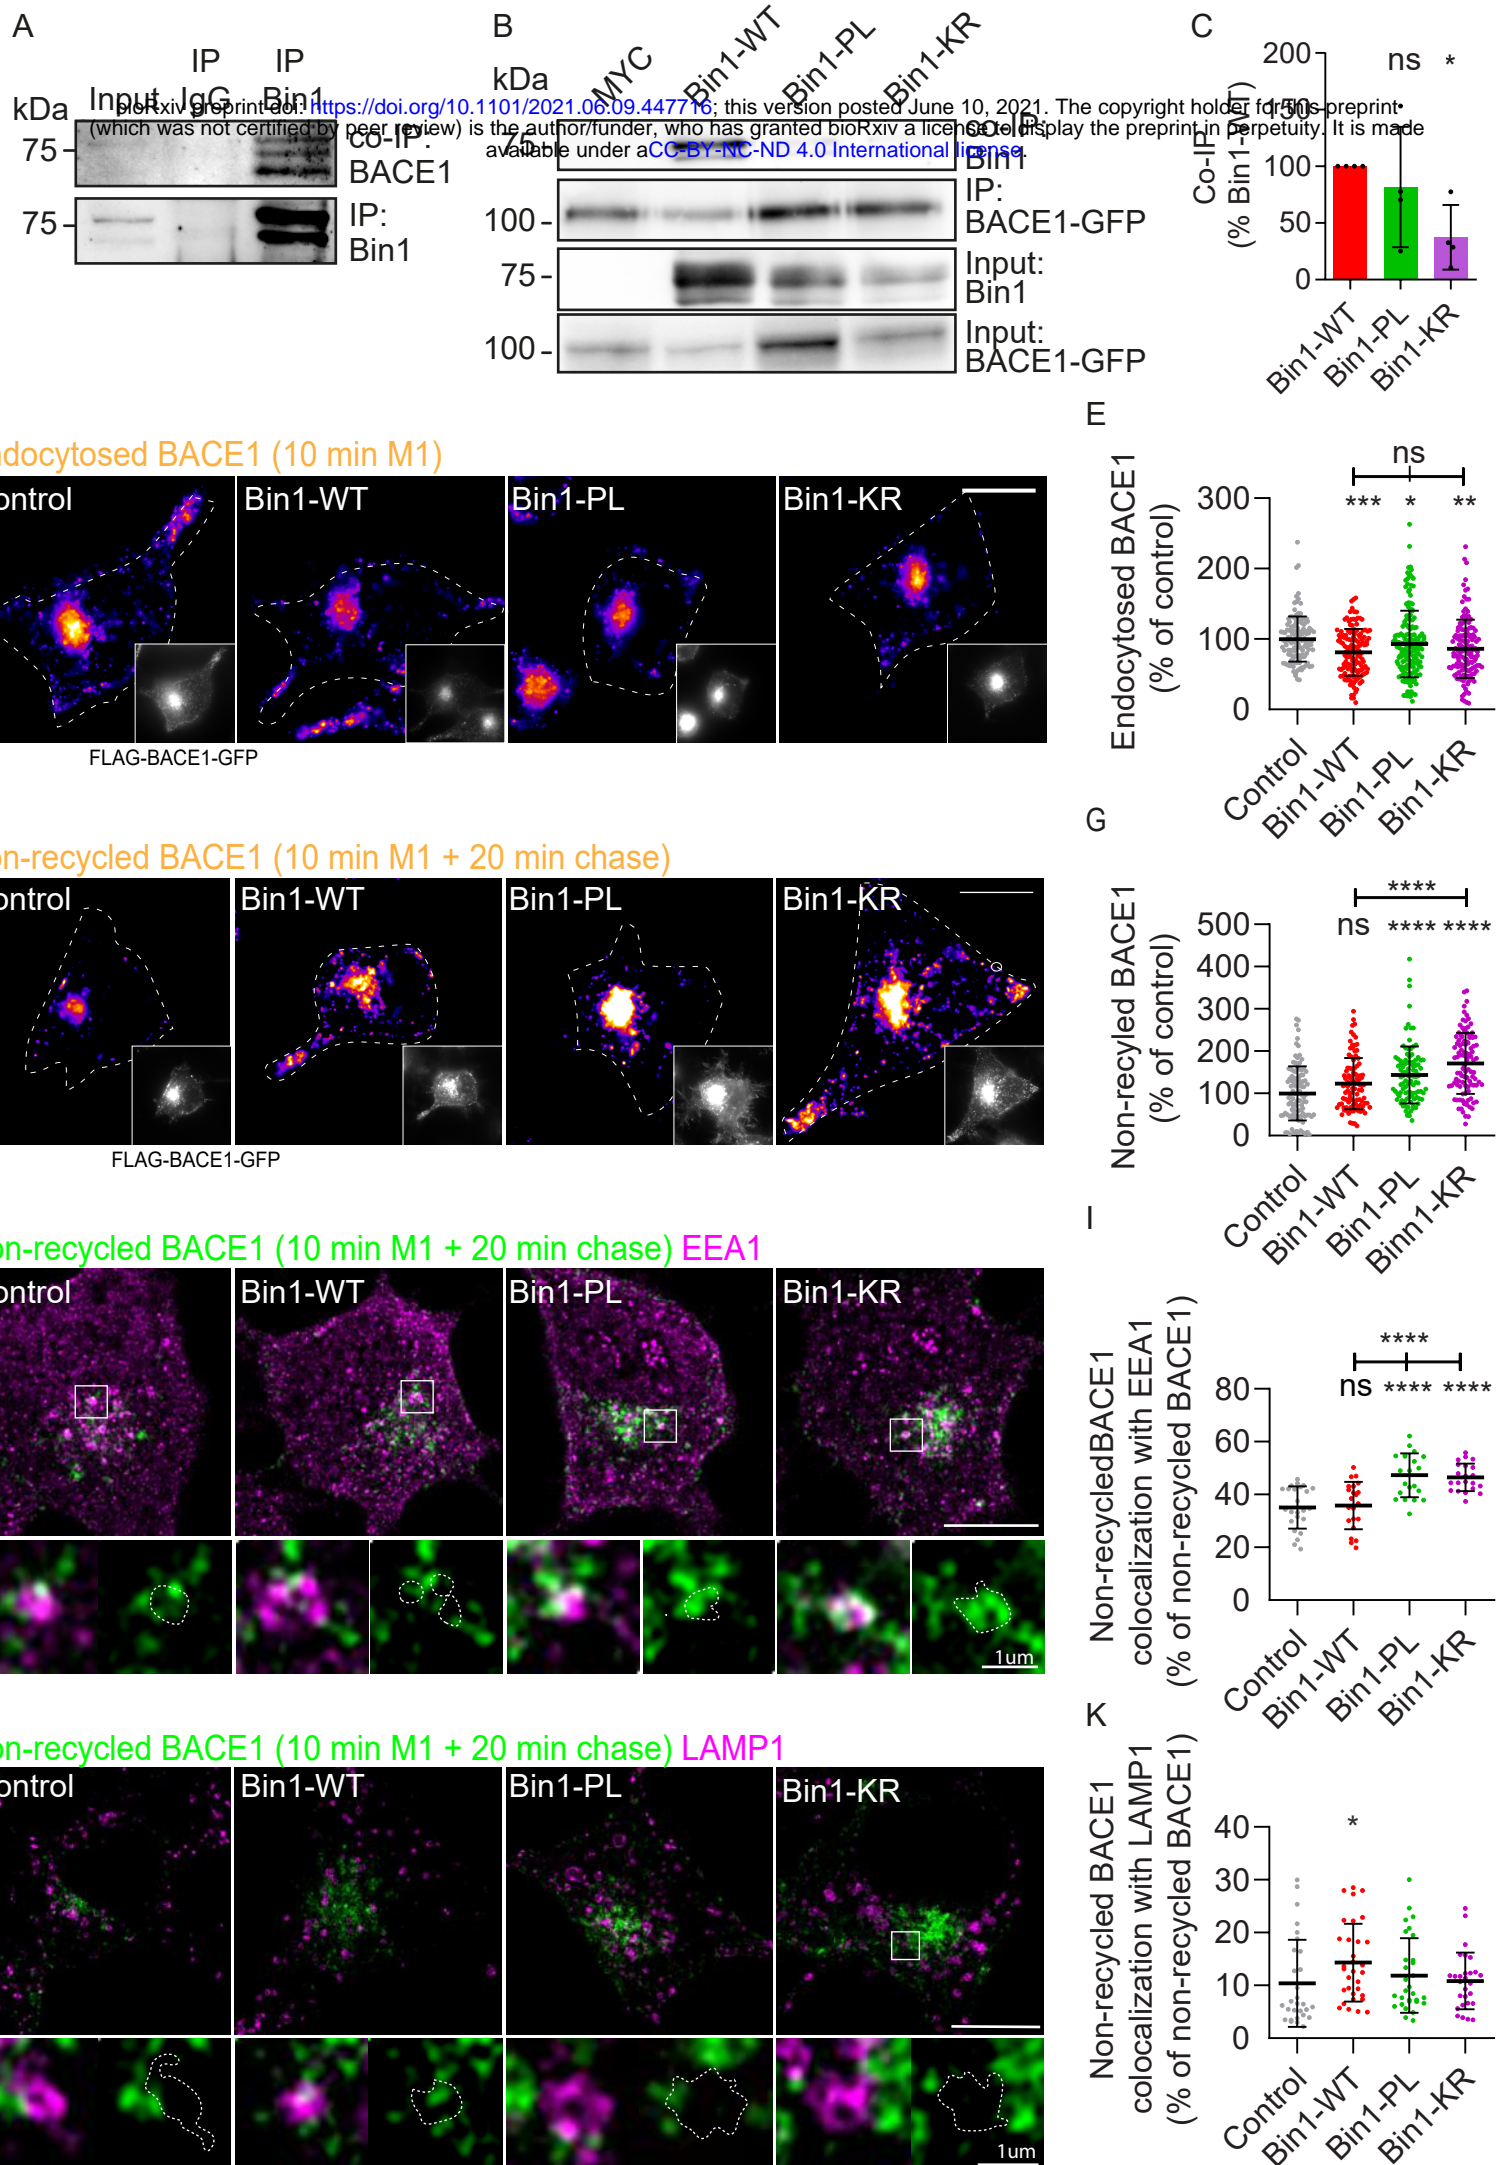 A
B
C
IP
IP
kDa
Input
IgG
Bin1
75
75
co-IP:
BACE1
IP:
Bin1
kDa
MYC
Bin1-WT
Bin1-PL
Bin1-KR
75
100
75
100
co-IP:
Bin1
IP:
BACE1-GFP
Input:
Bin1
Input:
BACE1-GFP
bioRxiv preprint doi: https://doi.org/10.1101/2021.06.09.447716; this version posted June 10, 2021. The copyright holder for this preprint
(which was not certified by peer review) is the author/funder, who has granted bioRxiv a license to display the preprint in perpetuity. It is made
available under aCC-BY-NC-ND 4.0 International license.
Co-IP
(% Bin1-WT)
200
150
100
50
0
ns
*
Bin1-WT
Bin1-PL
Bin1-KR
ndocytosed BACE1 (10 min M1)
ontrol
Bin1-WT
Bin1-PL
Bin1-KR
FLAG-BACE1-GFP
E
Endocytosed BACE1
(% of control)
300
200
100
0
ns
*** * **
Control
Bin1-WT
Bin1-PL
Bin1-KR
on-recycled BACE1 (10 min M1 + 20 min chase)
ontrol
Bin1-WT
Bin1-PL
Bin1-KR
FLAG-BACE1-GFP
G
Non-recyled BACE1
(% of control)
500
400
300
200
100
0
****
ns **** ****
Control
Bin1-WT
Bin1-PL
Binn1-KR
on-recycled BACE1 (10 min M1 + 20 min chase) EEA1
ontrol
Bin1-WT
Bin1-PL
Bin1-KR
1um
I
Non-recycledBACE1
colocalization with EEA1
(% of non-recycled BACE1)
80
60
40
20
0
****
ns **** ****
Control
Bin1-WT
Bin1-PL
Bin1-KR
on-recycled BACE1 (10 min M1 + 20 min chase) LAMP1
ontrol
Bin1-WT
Bin1-PL
Bin1-KR
1um
K
Non-recycled BACE1
colocalization with LAMP1
(% of non-recycled BACE1)
40
30
20
10
0
*
Control
Bin1-WT
Bin1-PL
Bin1-KR